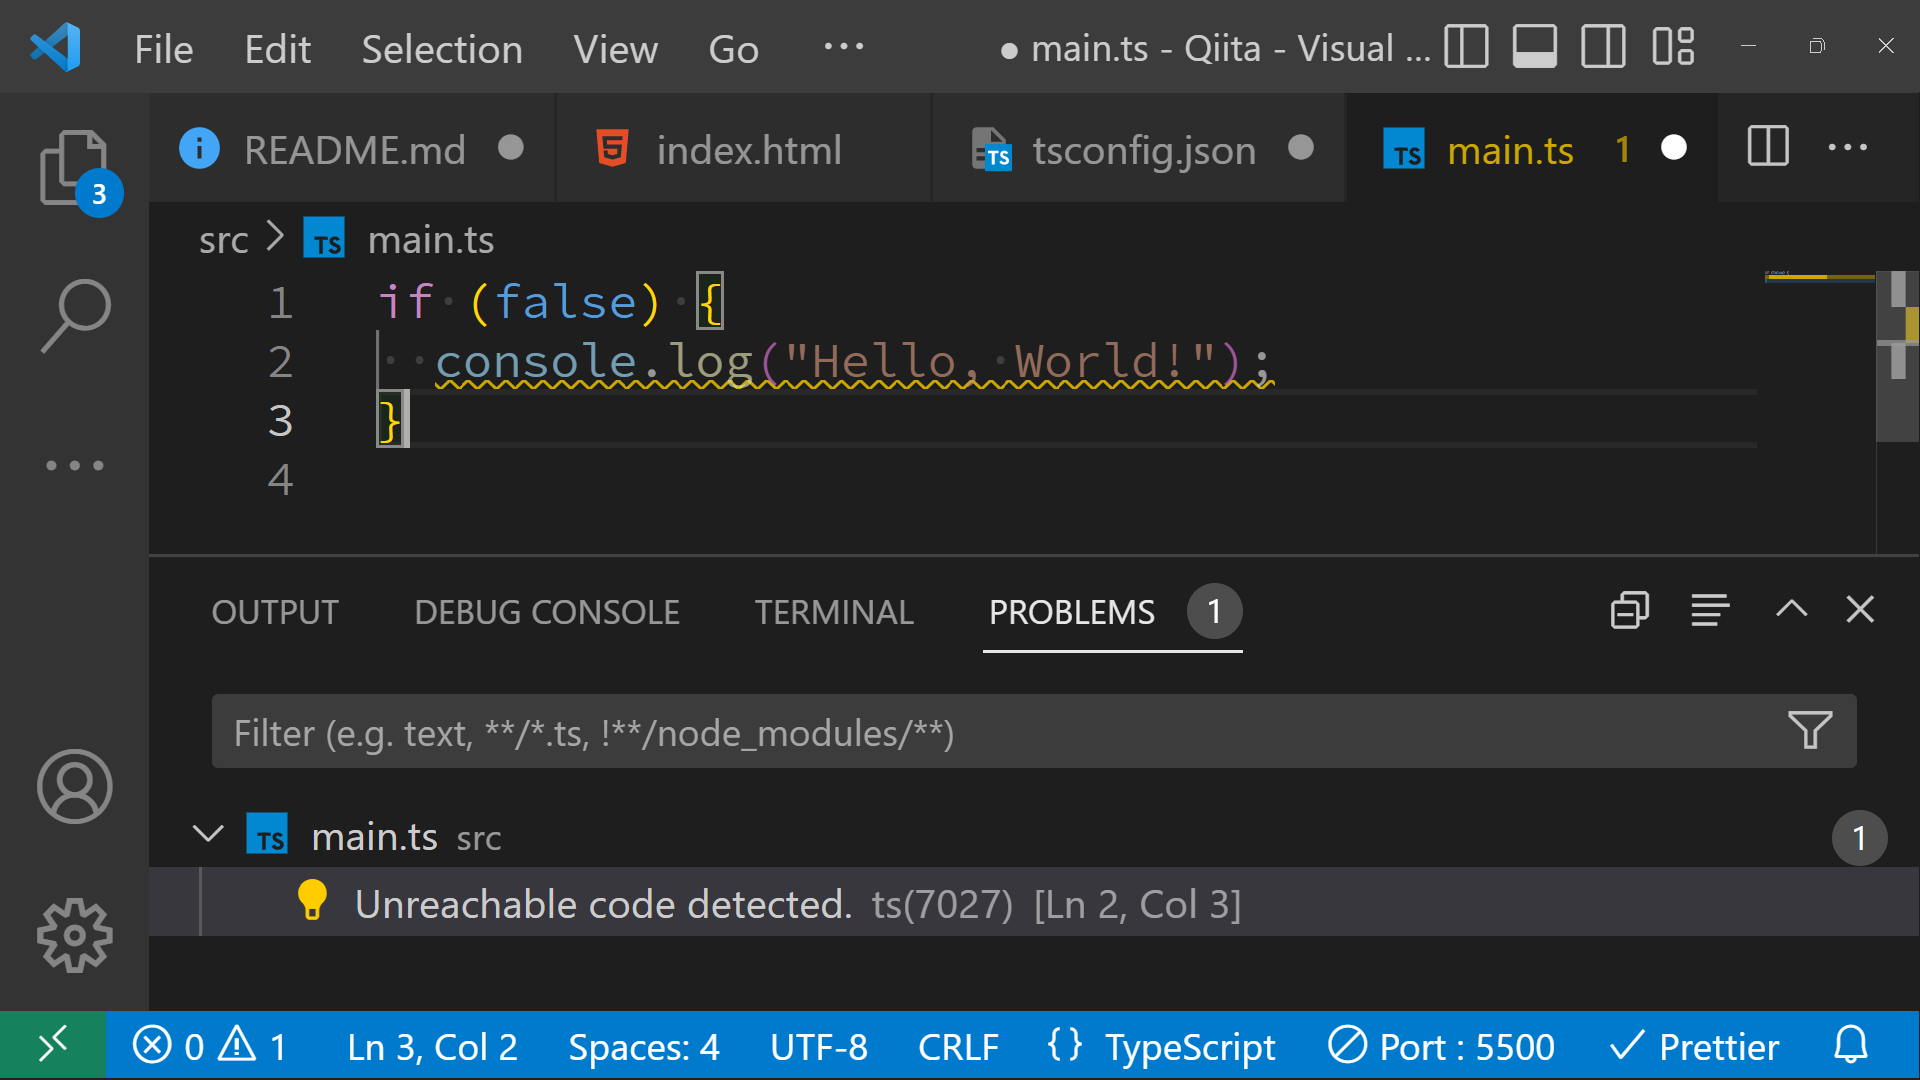 File Edit Selection View Go ··· ● main.ts - Qiita - Visual ...
README.md ● index.html tsconfig.json ● main.ts 1 ●
3
src > TS main.ts
1 if (false) {
2 console.log("Hello, World!");
3 }
4
OUTPUT DEBUG CONSOLE TERMINAL PROBLEMS 1
Filter (e.g. text, **/*.ts, !**/node_modules/**)
TS main.ts src 1
Unreachable code detected. ts(7027) [Ln 2, Col 3]
0 1 Ln 3, Col 2 Spaces: 4 UTF-8 CRLF {} TypeScript Port : 5500 Prettier